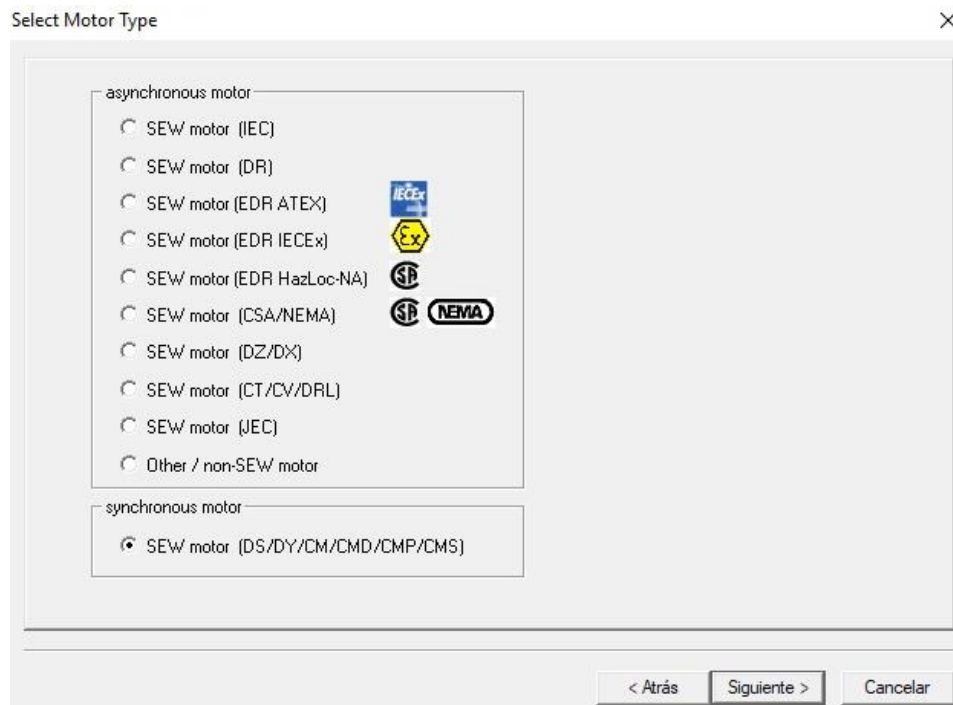 Select Motor Type
asynchronous motor
SEW motor (IEC)
SEW motor (DR)
SEW motor (EDR ATEX) IECEx
SEW motor (EDR IECEx) Ex
SEW motor (EDR HazLoc-NA) SA
SEW motor (CSA/NEMA) SA NEMA
SEW motor (DZ/DX)
SEW motor (CT/CV/DRL)
SEW motor (JEC)
Other / non-SEW motor
synchronous motor
SEW motor (DS/DY/CM/CMD/CMP/CMS)
< Atrás Siguiente > Cancelar